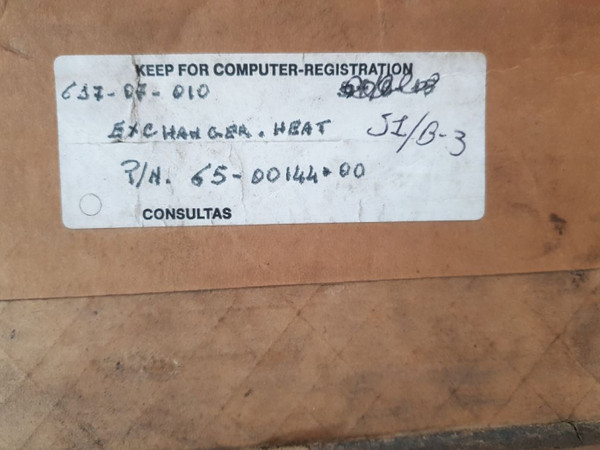 KEEP FOR COMPUTER-REGISTRATION
637-07-010
EXCHANGER. HEAT
51/B-3
P/N. 65-00144-00
CONSULTAS